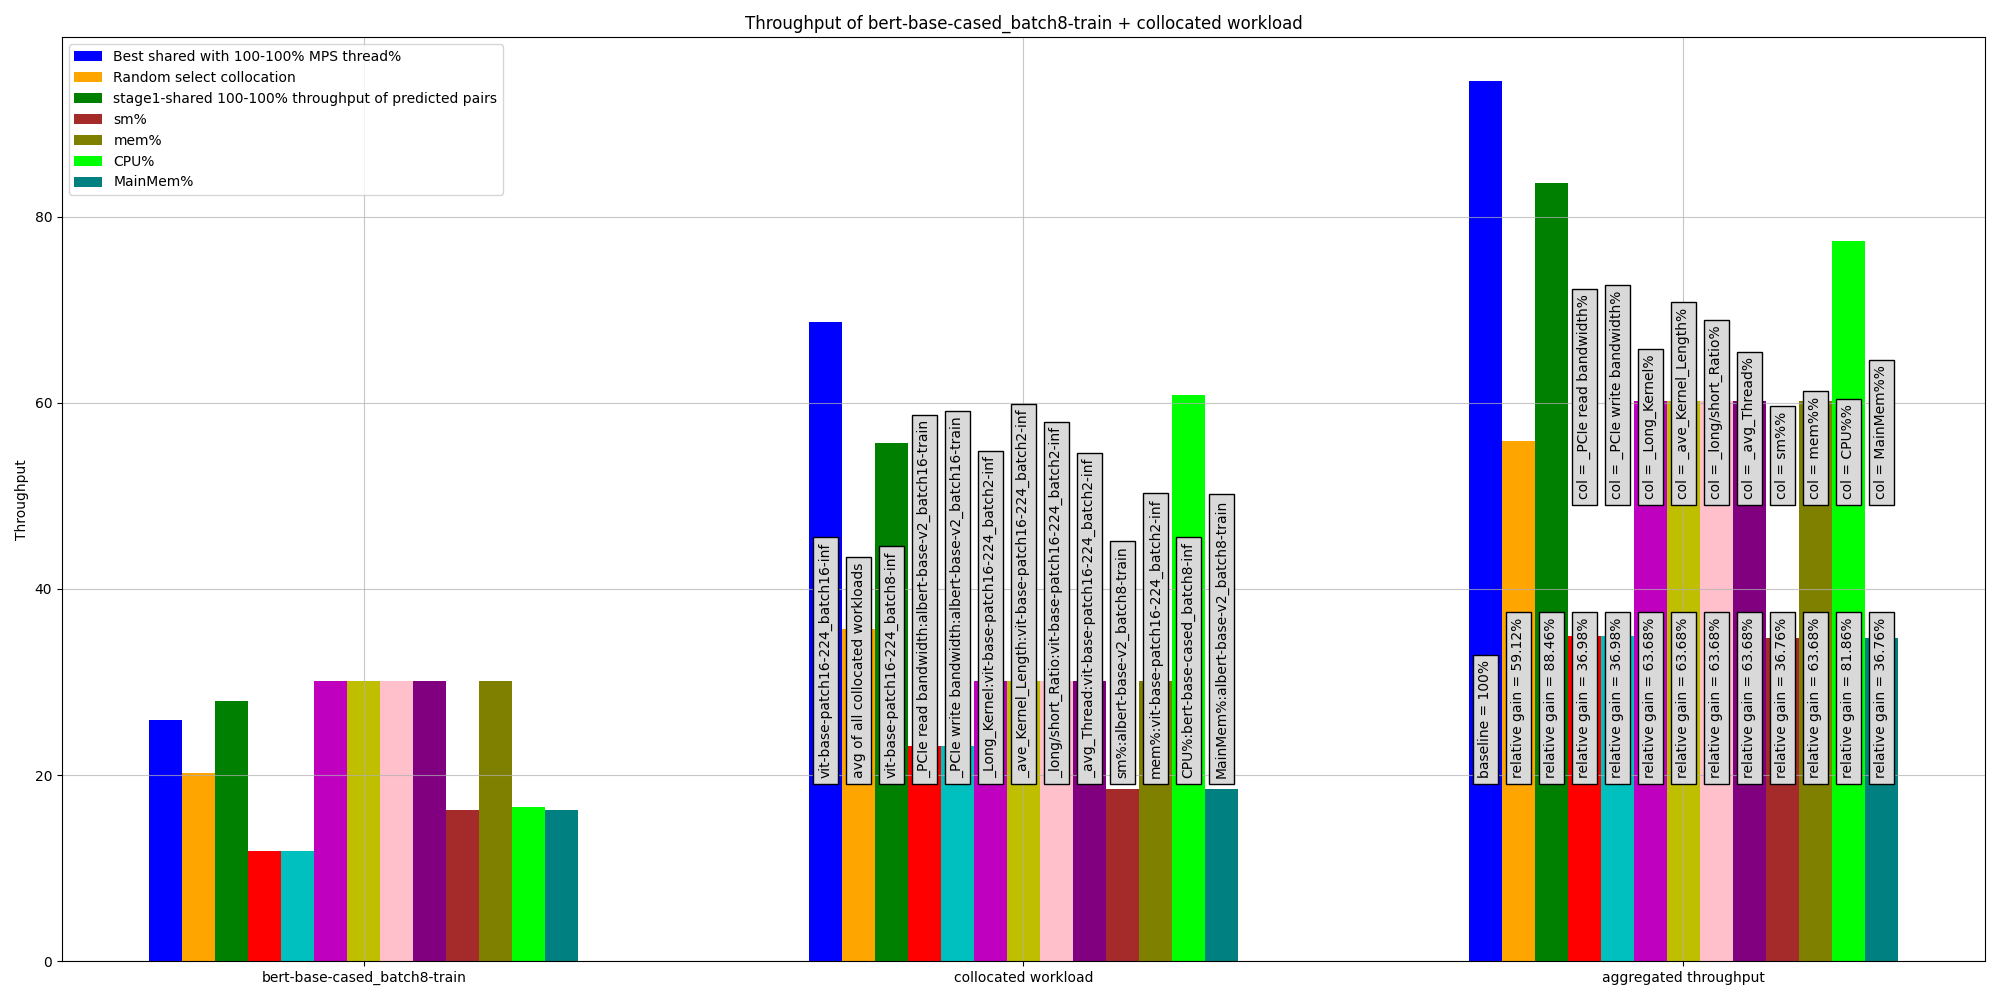 Throughput of bert-base-cased_batch8-train + collocated workload
Best shared with 100-100% MPS thread%
Random select collocation
stage1-shared 100-100% throughput of predicted pairs
sm%
mem%
CPU%
MainMem%
Throughput
80
60
40
20
0
vit-base-patch16-224_batch16-inf
avg of all collocated workloads
vit-base-patch16-224_batch8-inf
_PCIe read bandwidth:albert-base-v2_batch16-train
_PCIe write bandwidth:albert-base-v2_batch16-train
_Long_Kernel:vit-base-patch16-224_batch2-inf
_ave_Kernel_Length:vit-base-patch16-224_batch2-inf
_long/short_Ratio:vit-base-patch16-224_batch2-inf
_avg_Thread:vit-base-patch16-224_batch2-inf
sm%:albert-base-v2_batch8-train
mem%:vit-base-patch16-224_batch2-inf
CPU%:bert-base-cased_batch8-inf
MainMem%:albert-base-v2_batch8-train
col = _PCIe read bandwidth%
col = _PCIe write bandwidth%
col = _Long_Kernel%
col = _ave_Kernel_Length%
col = _long/short_Ratio%
col = _avg_Thread%
col = sm%%
col = mem%%
col = CPU%%
col = MainMem%%
baseline = 100%
relative gain = 59.12%
relative gain = 88.46%
relative gain = 36.98%
relative gain = 36.98%
relative gain = 63.68%
relative gain = 63.68%
relative gain = 63.68%
relative gain = 63.68%
relative gain = 36.76%
relative gain = 63.68%
relative gain = 81.86%
relative gain = 36.76%
bert-base-cased_batch8-train
collocated workload
aggregated throughput